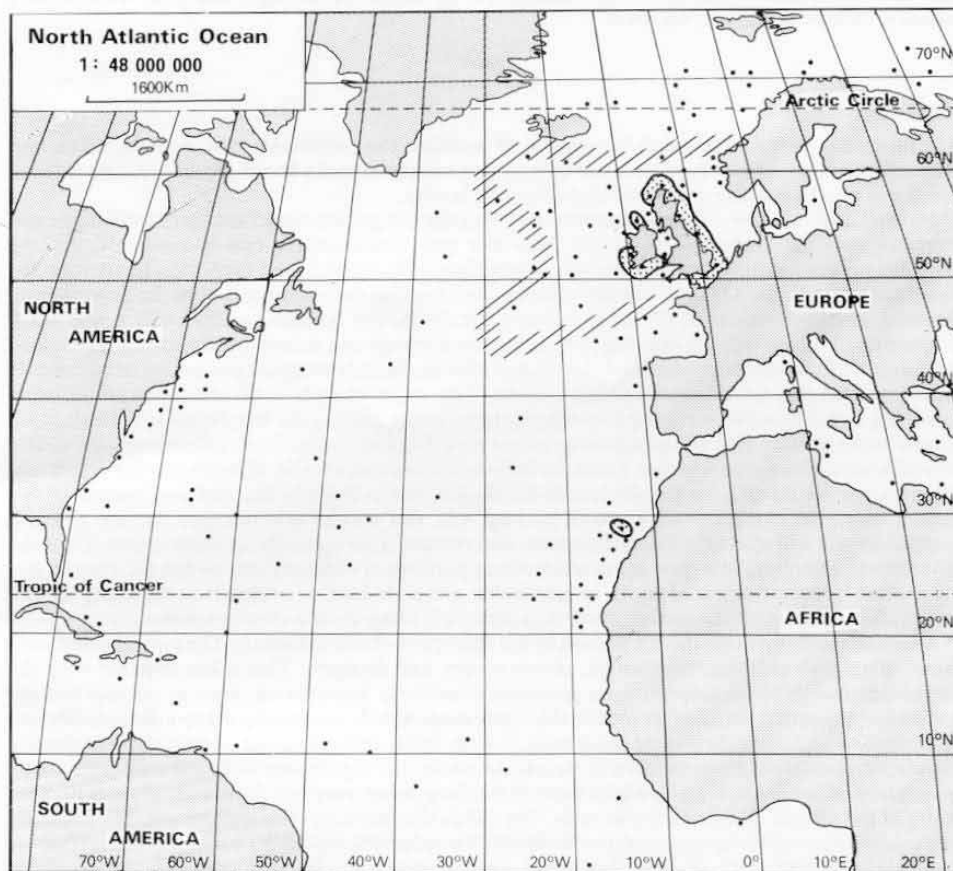 North Atlantic Ocean
1: 48 000 000
1600Km
70°N
Arctic Circle
60°N
50°N
NORTH
AMERICA
EUROPE
40°N
30°N
Tropic of Cancer
20°N
AFRICA
10°N
SOUTH
AMERICA
70°W 60°W 50°W 40°W 30°W 20°W 10°W 0° 10°E 20°E